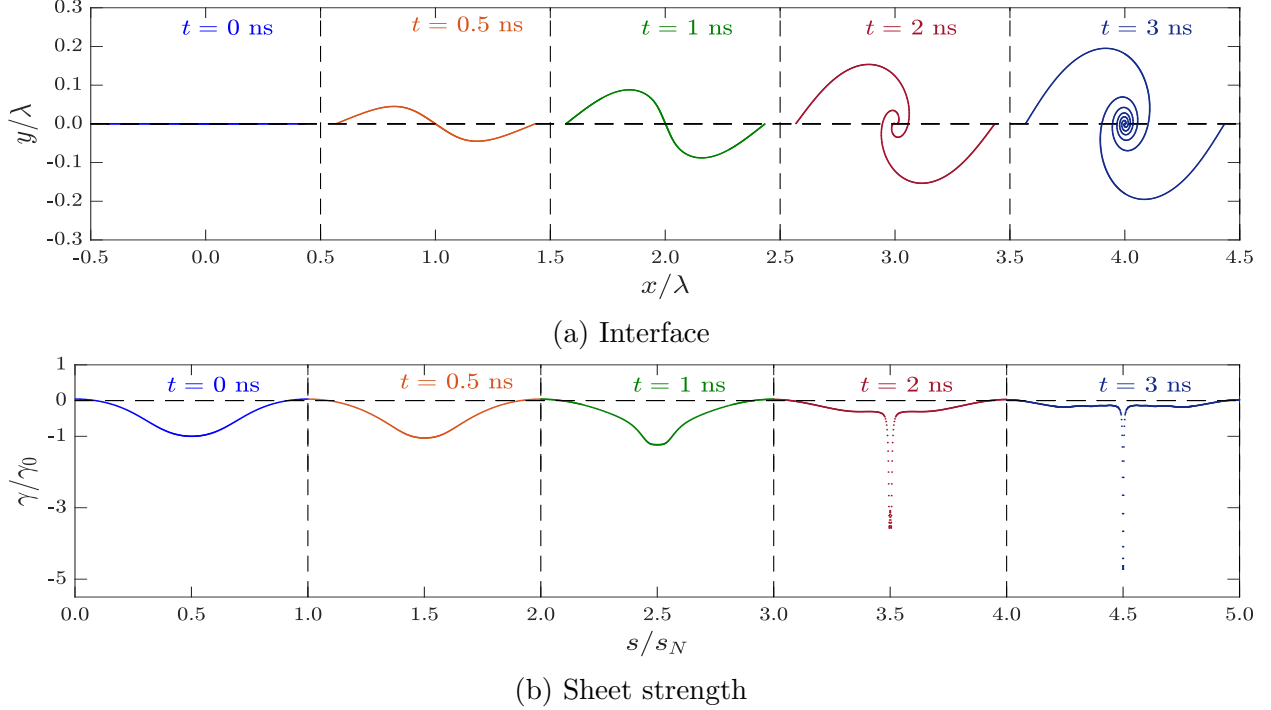 t = 0 ns t = 0.5 ns t = 1 ns t = 2 ns t = 3 ns
0.3
0.2
0.1
0.0
-0.1
-0.2
-0.3
y/λ
-0.5 0.0 0.5 1.0 1.5 2.0 2.5 3.0 3.5 4.0 4.5
x/λ
(a) Interface
t = 0 ns t = 0.5 ns t = 1 ns t = 2 ns t = 3 ns
1
0
-1
-3
-5
γ/γ₀
0.0 0.5 1.0 1.5 2.0 2.5 3.0 3.5 4.0 4.5 5.0
s/s_N
(b) Sheet strength